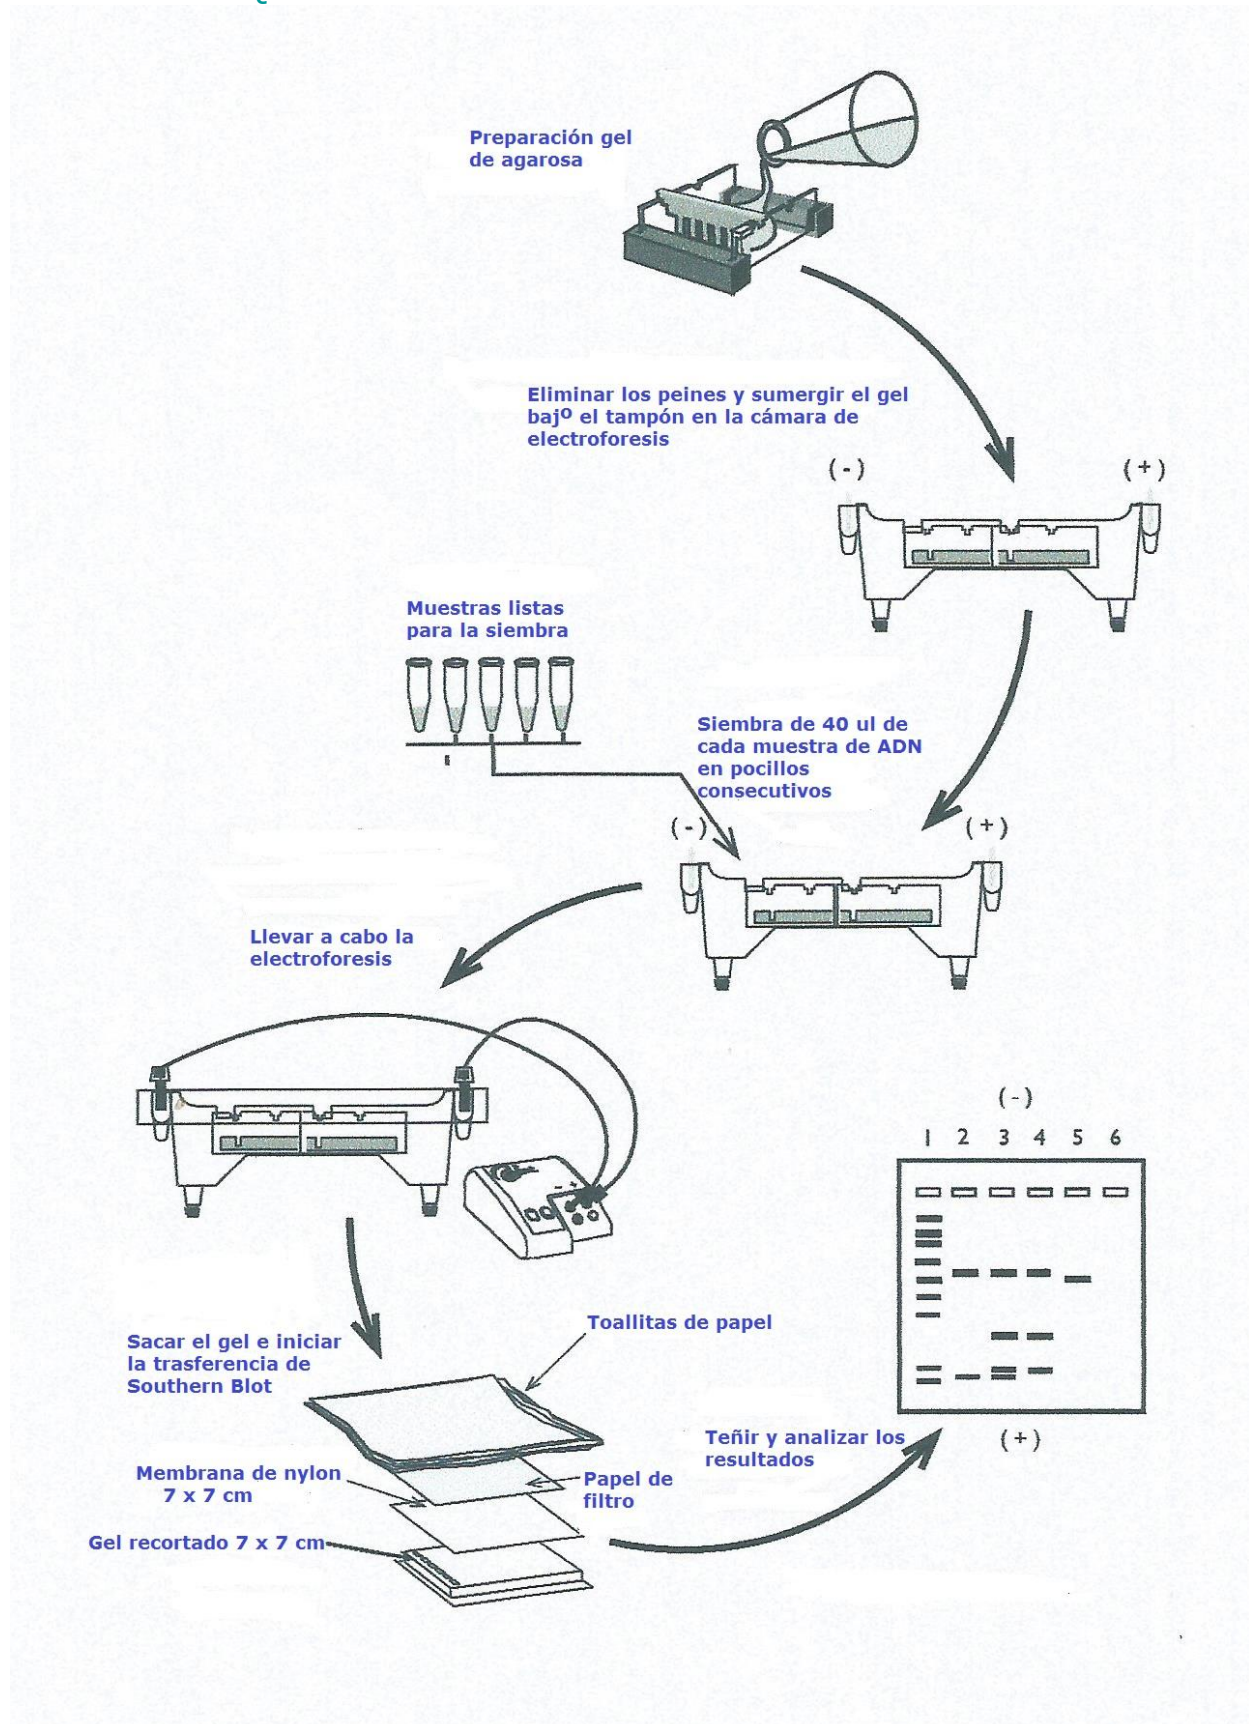 Preparación gel
de agarosa
Eliminar los peines y sumergir el gel
bajº el tampón en la cámara de
electroforesis
(-)
(+)
Muestras listas
para la siembra
Siembra de 40 ul de
cada muestra de ADN
en pocillos
consecutivos
(-)
(+)
Llevar a cabo la
electroforesis
- +
(-)
1 2 3 4 5 6
(+)
Sacar el gel e iniciar
la trasferencia de
Southern Blot
Toallitas de papel
Membrana de nylon
7 x 7 cm
Papel de
filtro
Gel recortado 7 x 7 cm
Teñir y analizar los
resultados